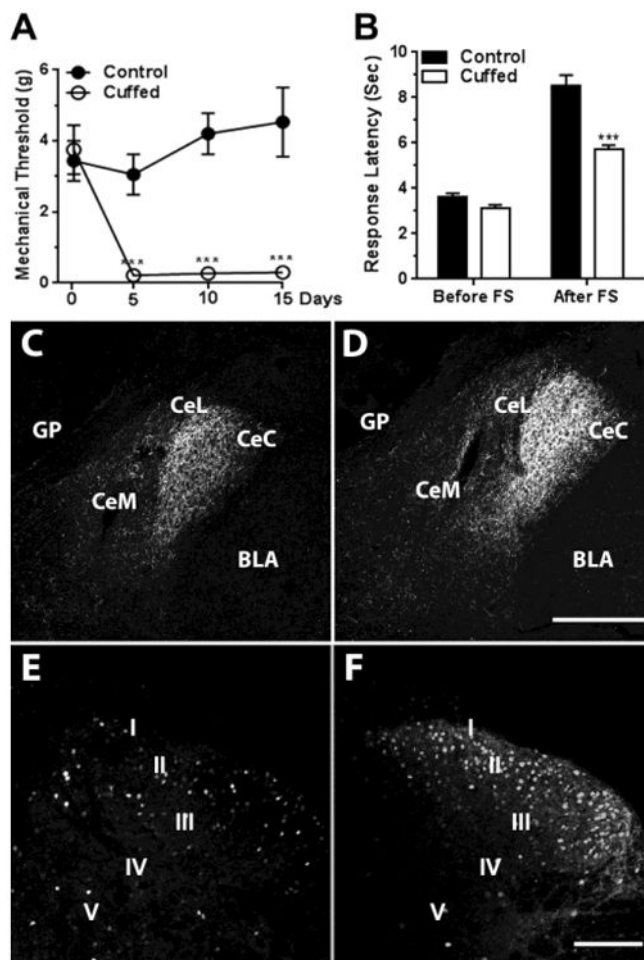 A
Mechanical Threshold (g)
Control
Cuffed
6
4
2
0
*** *** ***
0 5 10 15 Days
B
Response Latency (Sec)
Control
Cuffed
10
8
6
4
2
0
***
Before FS After FS
C
GP
CeL
CeC
CeM
BLA
D
GP
CeL
CeC
CeM
BLA
E
I
II
III
IV
V
F
I
II
III
IV
V